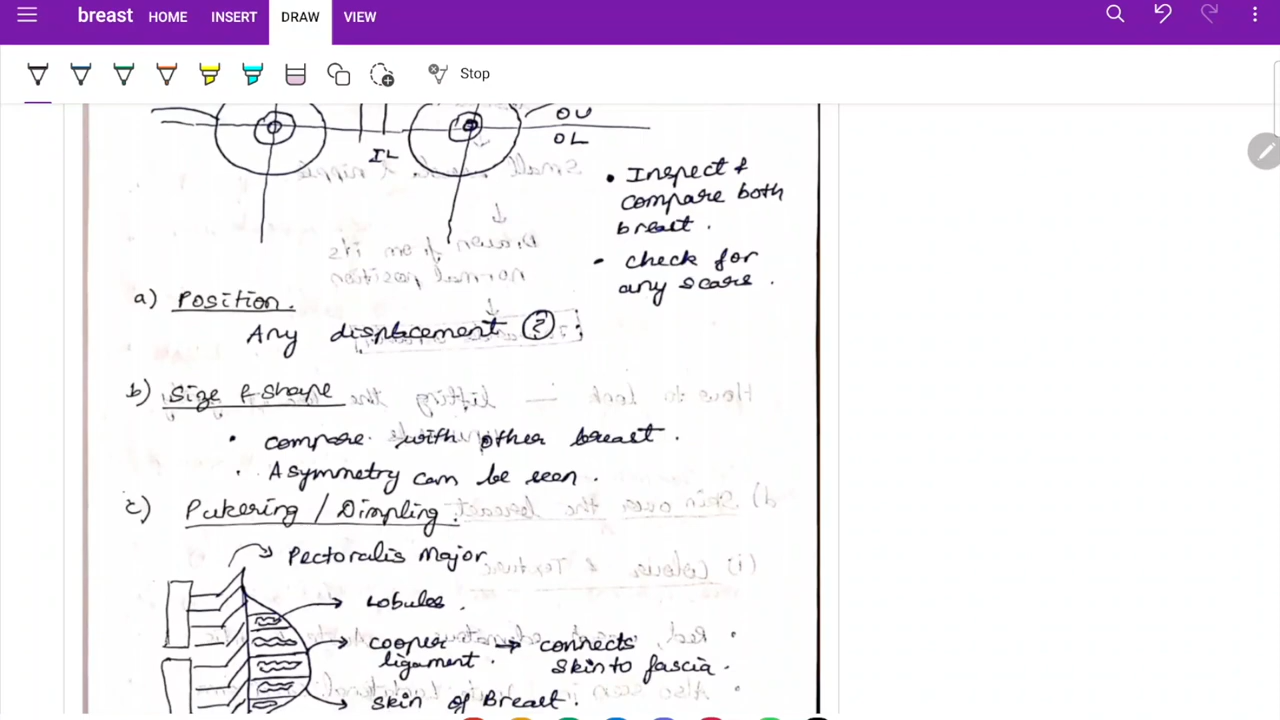 breast HOME INSERT DRAW VIEW
Stop
OU
OL
IL
• Inspect &
compare both
breast.
• check for
any scars.
a) Position.
Any displacement ?
b) Size & Shape
• compare with other breast.
• Asymmetry can be seen.
c) Pukering / Dimpling.
Pectoralis Major
Lobules.
cooper → connects
ligament. skin to fascia.
skin of Breast.